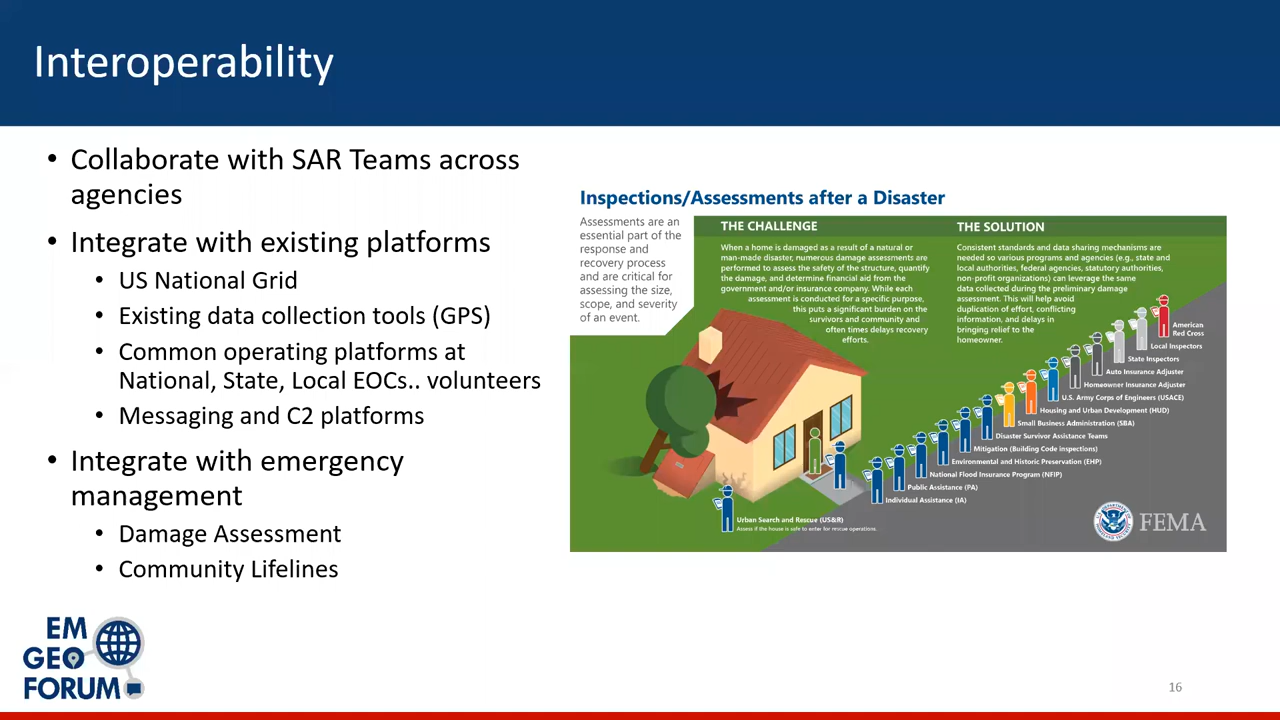 Interoperability
• Collaborate with SAR Teams across
agencies
• Integrate with existing platforms
• US National Grid
• Existing data collection tools (GPS)
• Common operating platforms at
National, State, Local EOCs.. volunteers
• Messaging and C2 platforms
• Integrate with emergency
management
• Damage Assessment
• Community Lifelines
Inspections/Assessments after a Disaster
Assessments are an
essential part of the
response and
recovery process
and are critical for
assessing the size,
scope, and severity
of an event.
THE CHALLENGE
When a home is damaged as a result of a natural or
man-made disaster, numerous damage assessments are
performed to assess the safety of the structure, quantify
the damage, and determine financial aid from the
government and/or insurance company. While each
assessment is conducted for a specific purpose,
this puts a significant burden on the
survivors and community and
often times delays recovery
efforts.
THE SOLUTION
Consistent standards and data sharing mechanisms are
needed so various programs and agencies (e.g., state and
local authorities, federal agencies, statutory authorities,
non-profit organizations) can leverage the same
data collected during the preliminary damage
assessment. This will help avoid
duplication of effort, conflicting
information, and delays in
bringing relief to the
homeowner.
American
Red Cross
Local Inspectors
State Inspectors
Auto Insurance Adjuster
Homeowner Insurance Adjuster
U.S. Army Corps of Engineers (USACE)
Housing and Urban Development (HUD)
Small Business Administration (SBA)
Disaster Survivor Assistance Teams
Mitigation (Building Code inspections)
Environmental and Historic Preservation (EHP)
National Flood Insurance Program (NFIP)
Public Assistance (PA)
Individual Assistance (IA)
Urban Search and Rescue (US&R)
Assess if the house is safe to enter for rescue operations.
FEMA
EM
GEO
FORUM
16